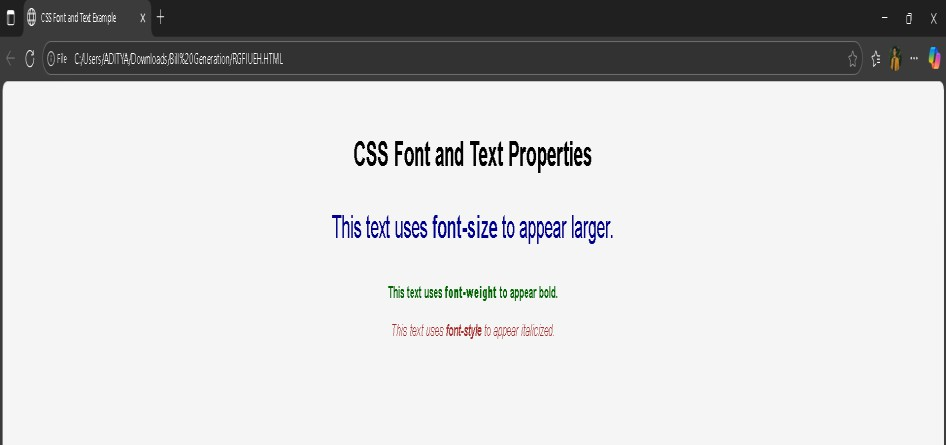 CSS Font and Text Example
File C:/Users/ADITYA/Downloads/Bill%20Generation/RGFIUEH.HTML
CSS Font and Text Properties
This text uses font-size to appear larger.
This text uses font-weight to appear bold.
This text uses font-style to appear italicized.